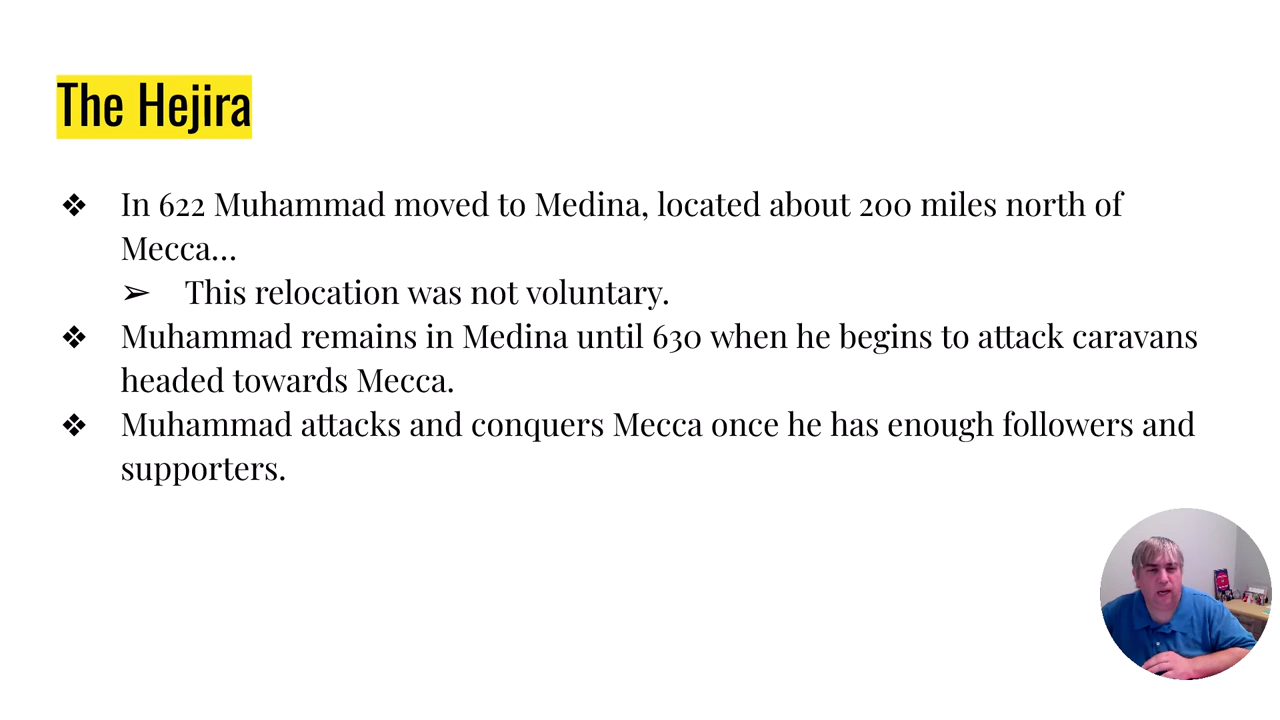 The Hejira
❖ In 622 Muhammad moved to Medina, located about 200 miles north of
Mecca...
➢ This relocation was not voluntary.
❖ Muhammad remains in Medina until 630 when he begins to attack caravans
headed towards Mecca.
❖ Muhammad attacks and conquers Mecca once he has enough followers and
supporters.